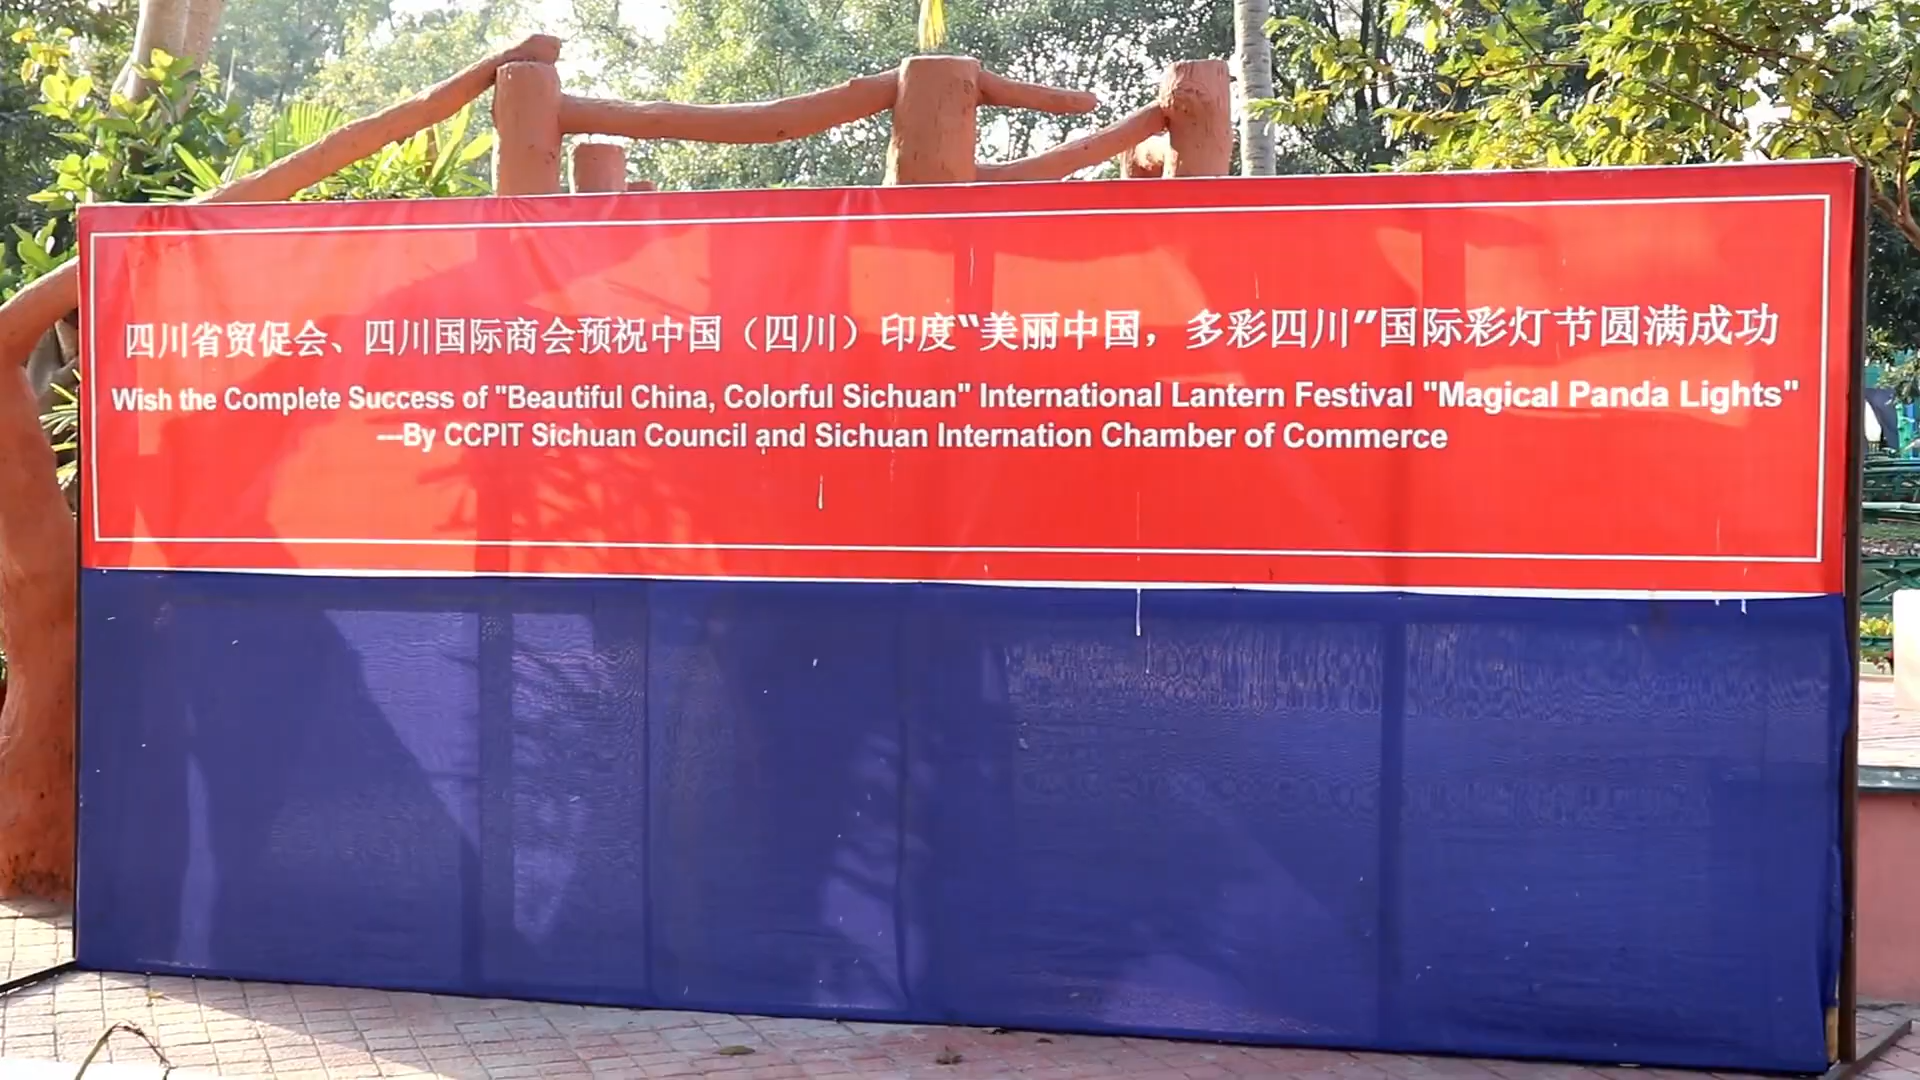 四川省贸促会、四川国际商会预祝中国（四川）印度“美丽中国，多彩四川”国际彩灯节圆满成功
Wish the Complete Success of "Beautiful China, Colorful Sichuan" International Lantern Festival "Magical Panda Lights"
---By CCPIT Sichuan Council and Sichuan Internation Chamber of Commerce